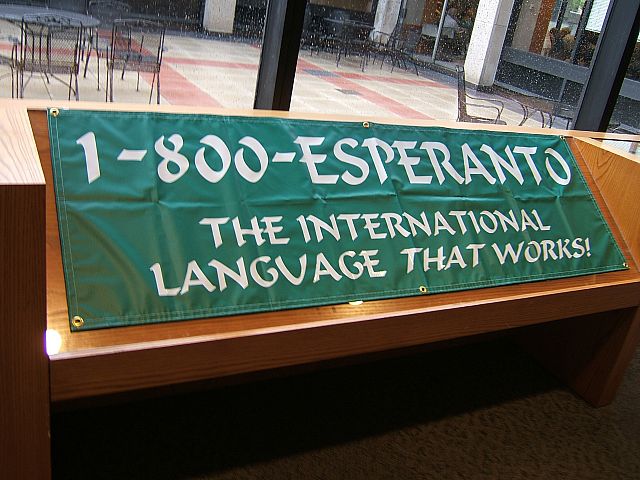 1-800-ESPERANTO
THE INTERNATIONAL
LANGUAGE THAT WORKS!